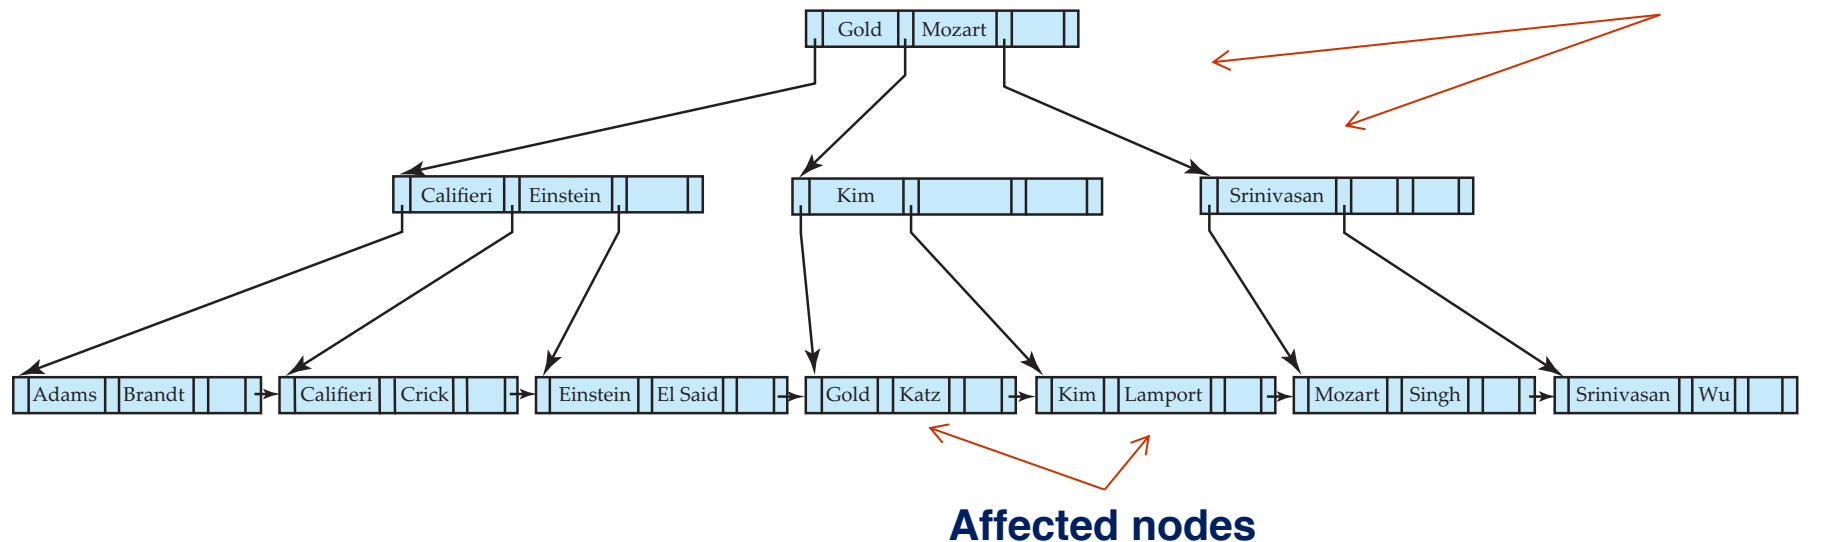 Gold Mozart
Califieri Einstein Kim Srinivasan
Adams Brandt Califieri Crick Einstein El Said Gold Katz Kim Lamport Mozart Singh Srinivasan Wu
Affected nodes